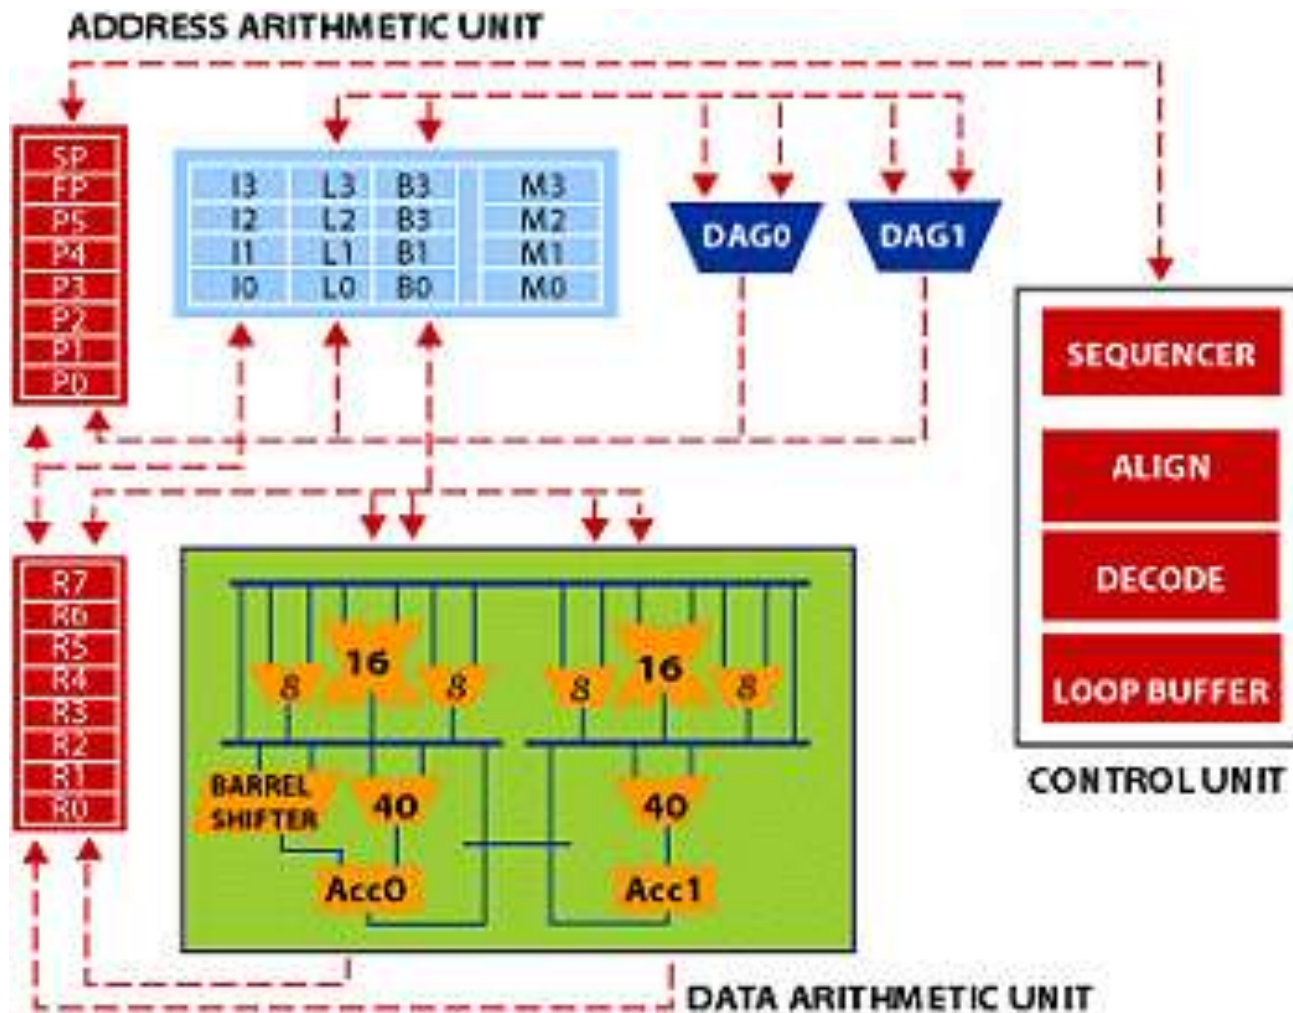 ADDRESS ARITHMETIC UNIT
SP
FP
P5
P4
P3
P2
P1
P0
I3 L3 B3 M3
I2 L2 B3 M2
I1 L1 B1 M1
I0 L0 B0 M0
DAG0
DAG1
SEQUENCER
ALIGN
DECODE
LOOP BUFFER
CONTROL UNIT
R7
R6
R5
R4
R3
R2
R1
R0
16
8
8
16
8
8
BARREL
SHIFTER
40
40
Acc0
Acc1
DATA ARITHMETIC UNIT